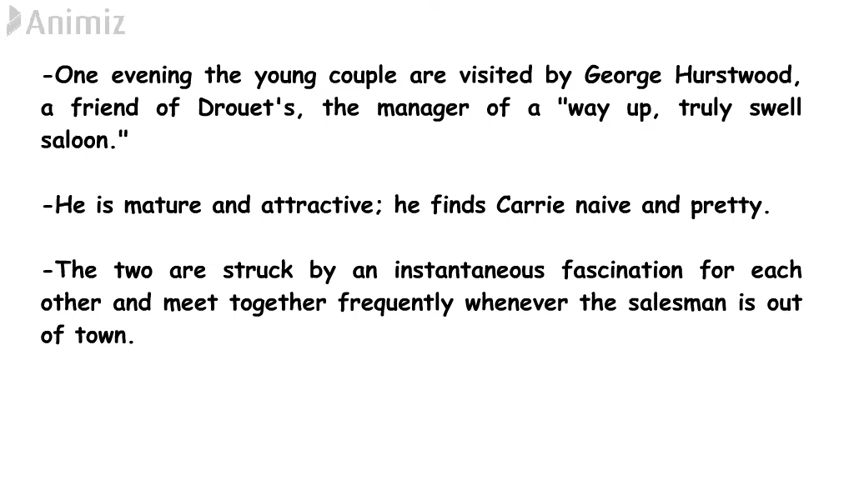 Animiz
-One evening the young couple are visited by George Hurstwood,
a friend of Drouet's, the manager of a "way up, truly swell
saloon."
-He is mature and attractive; he finds Carrie naive and pretty.
-The two are struck by an instantaneous fascination for each
other and meet together frequently whenever the salesman is out
of town.